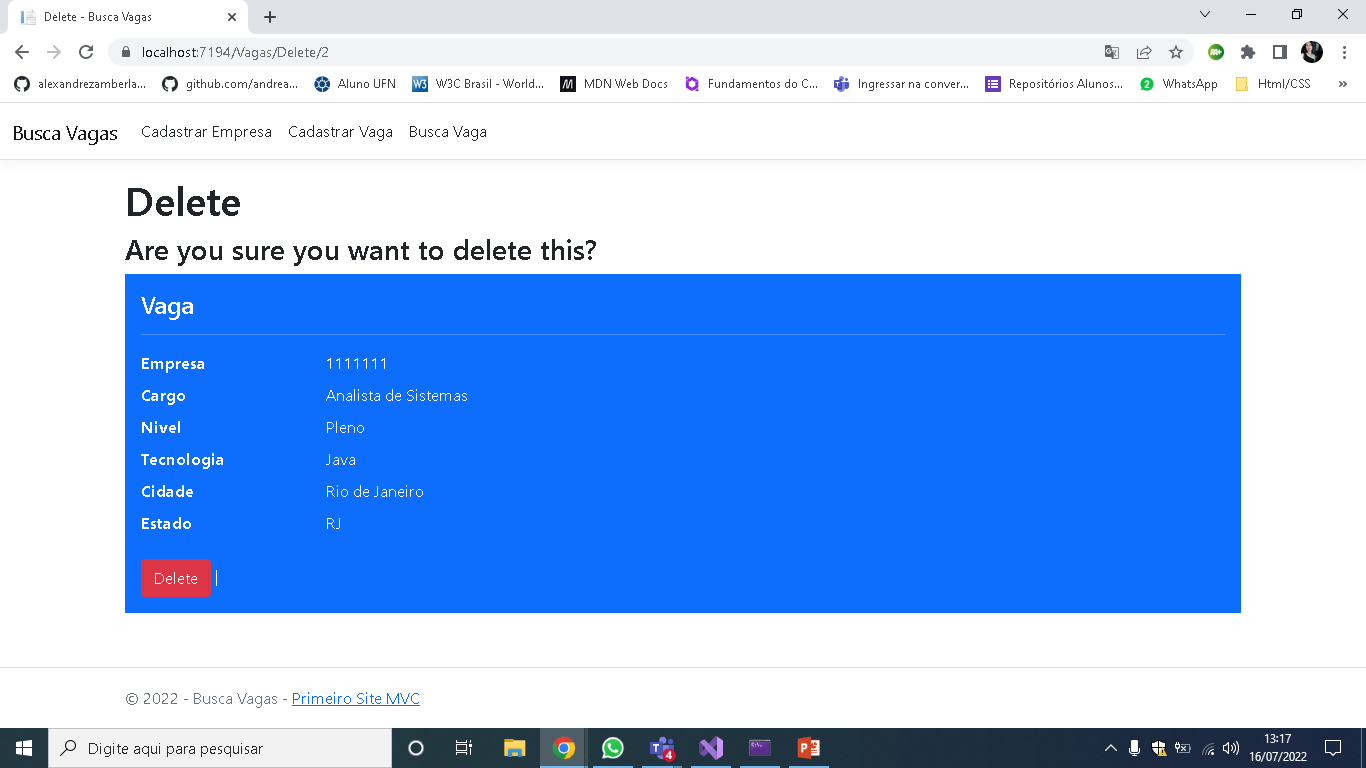 Delete - Busca Vagas
localhost:7194/Vagas/Delete/2
alexandrezamberla... github.com/andrea... Aluno UFN W3C Brasil - World... MDN Web Docs Fundamentos do C... Ingressar na conver... Repositórios Alunos... 2 WhatsApp Html/CSS »
Busca Vagas Cadastrar Empresa Cadastrar Vaga Busca Vaga
Delete
Are you sure you want to delete this?
Vaga
Empresa 1111111
Cargo Analista de Sistemas
Nivel Pleno
Tecnologia Java
Cidade Rio de Janeiro
Estado RJ
Delete |
© 2022 - Busca Vagas - Primeiro Site MVC
Digite aqui para pesquisar 4 13:17
16/07/2022